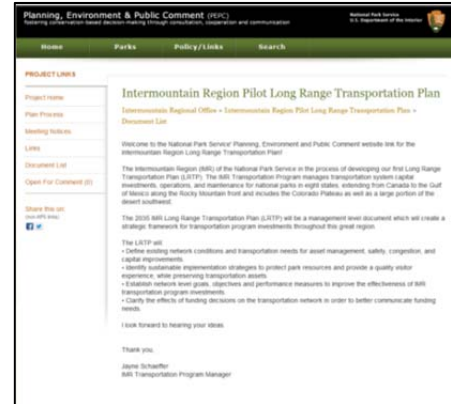 Planning, Environment & Public Comment (PEPC)
fostering conservation-based decision-making through consultation, cooperation and communication
National Park Service
U.S. Department of the Interior
Home
Parks
Policy/Links
Search
PROJECT LINKS
Project Home
Plan Process
Meeting Notices
Links
Document List
Open For Comment (0)
Share this on:
(non-NPS sites)
Intermountain Region Pilot Long Range Transportation Plan
Intermountain Regional Office » Intermountain Region Pilot Long Range Transportation Plan »
Document List
Welcome to the National Park Service' Planning, Environment and Public Comment website link for the
Intermountain Region Long Range Transportation Plan!
The Intermountain Region (IMR) of the National Park Service in the process of developing our first Long Range
Transportation Plan (LRTP). The IMR Transportation Program manages transportation system capital
investments, operations, and maintenance for national parks in eight states, extending from Canada to the Gulf
of Mexico along the Rocky Mountain front and includes the Colorado Plateau as well as a large portion of the
desert southwest.
The 2035 IMR Long Range Transportation Plan (LRTP) will be a management level document which will create a
strategic framework for transportation program investments throughout this great region.
The LRTP will:
• Define existing network conditions and transportation needs for asset management, safety, congestion, and
capital improvements.
• Identify sustainable implementation strategies to protect park resources and provide a quality visitor
experience, while preserving transportation assets.
• Establish network level goals, objectives and performance measures to improve the effectiveness of IMR
transportation program investments.
• Clarify the effects of funding decisions on the transportation network in order to better communicate funding
needs.
I look forward to hearing your ideas.
Thank you,
Jayne Schaeffer
IMR Transportation Program Manager